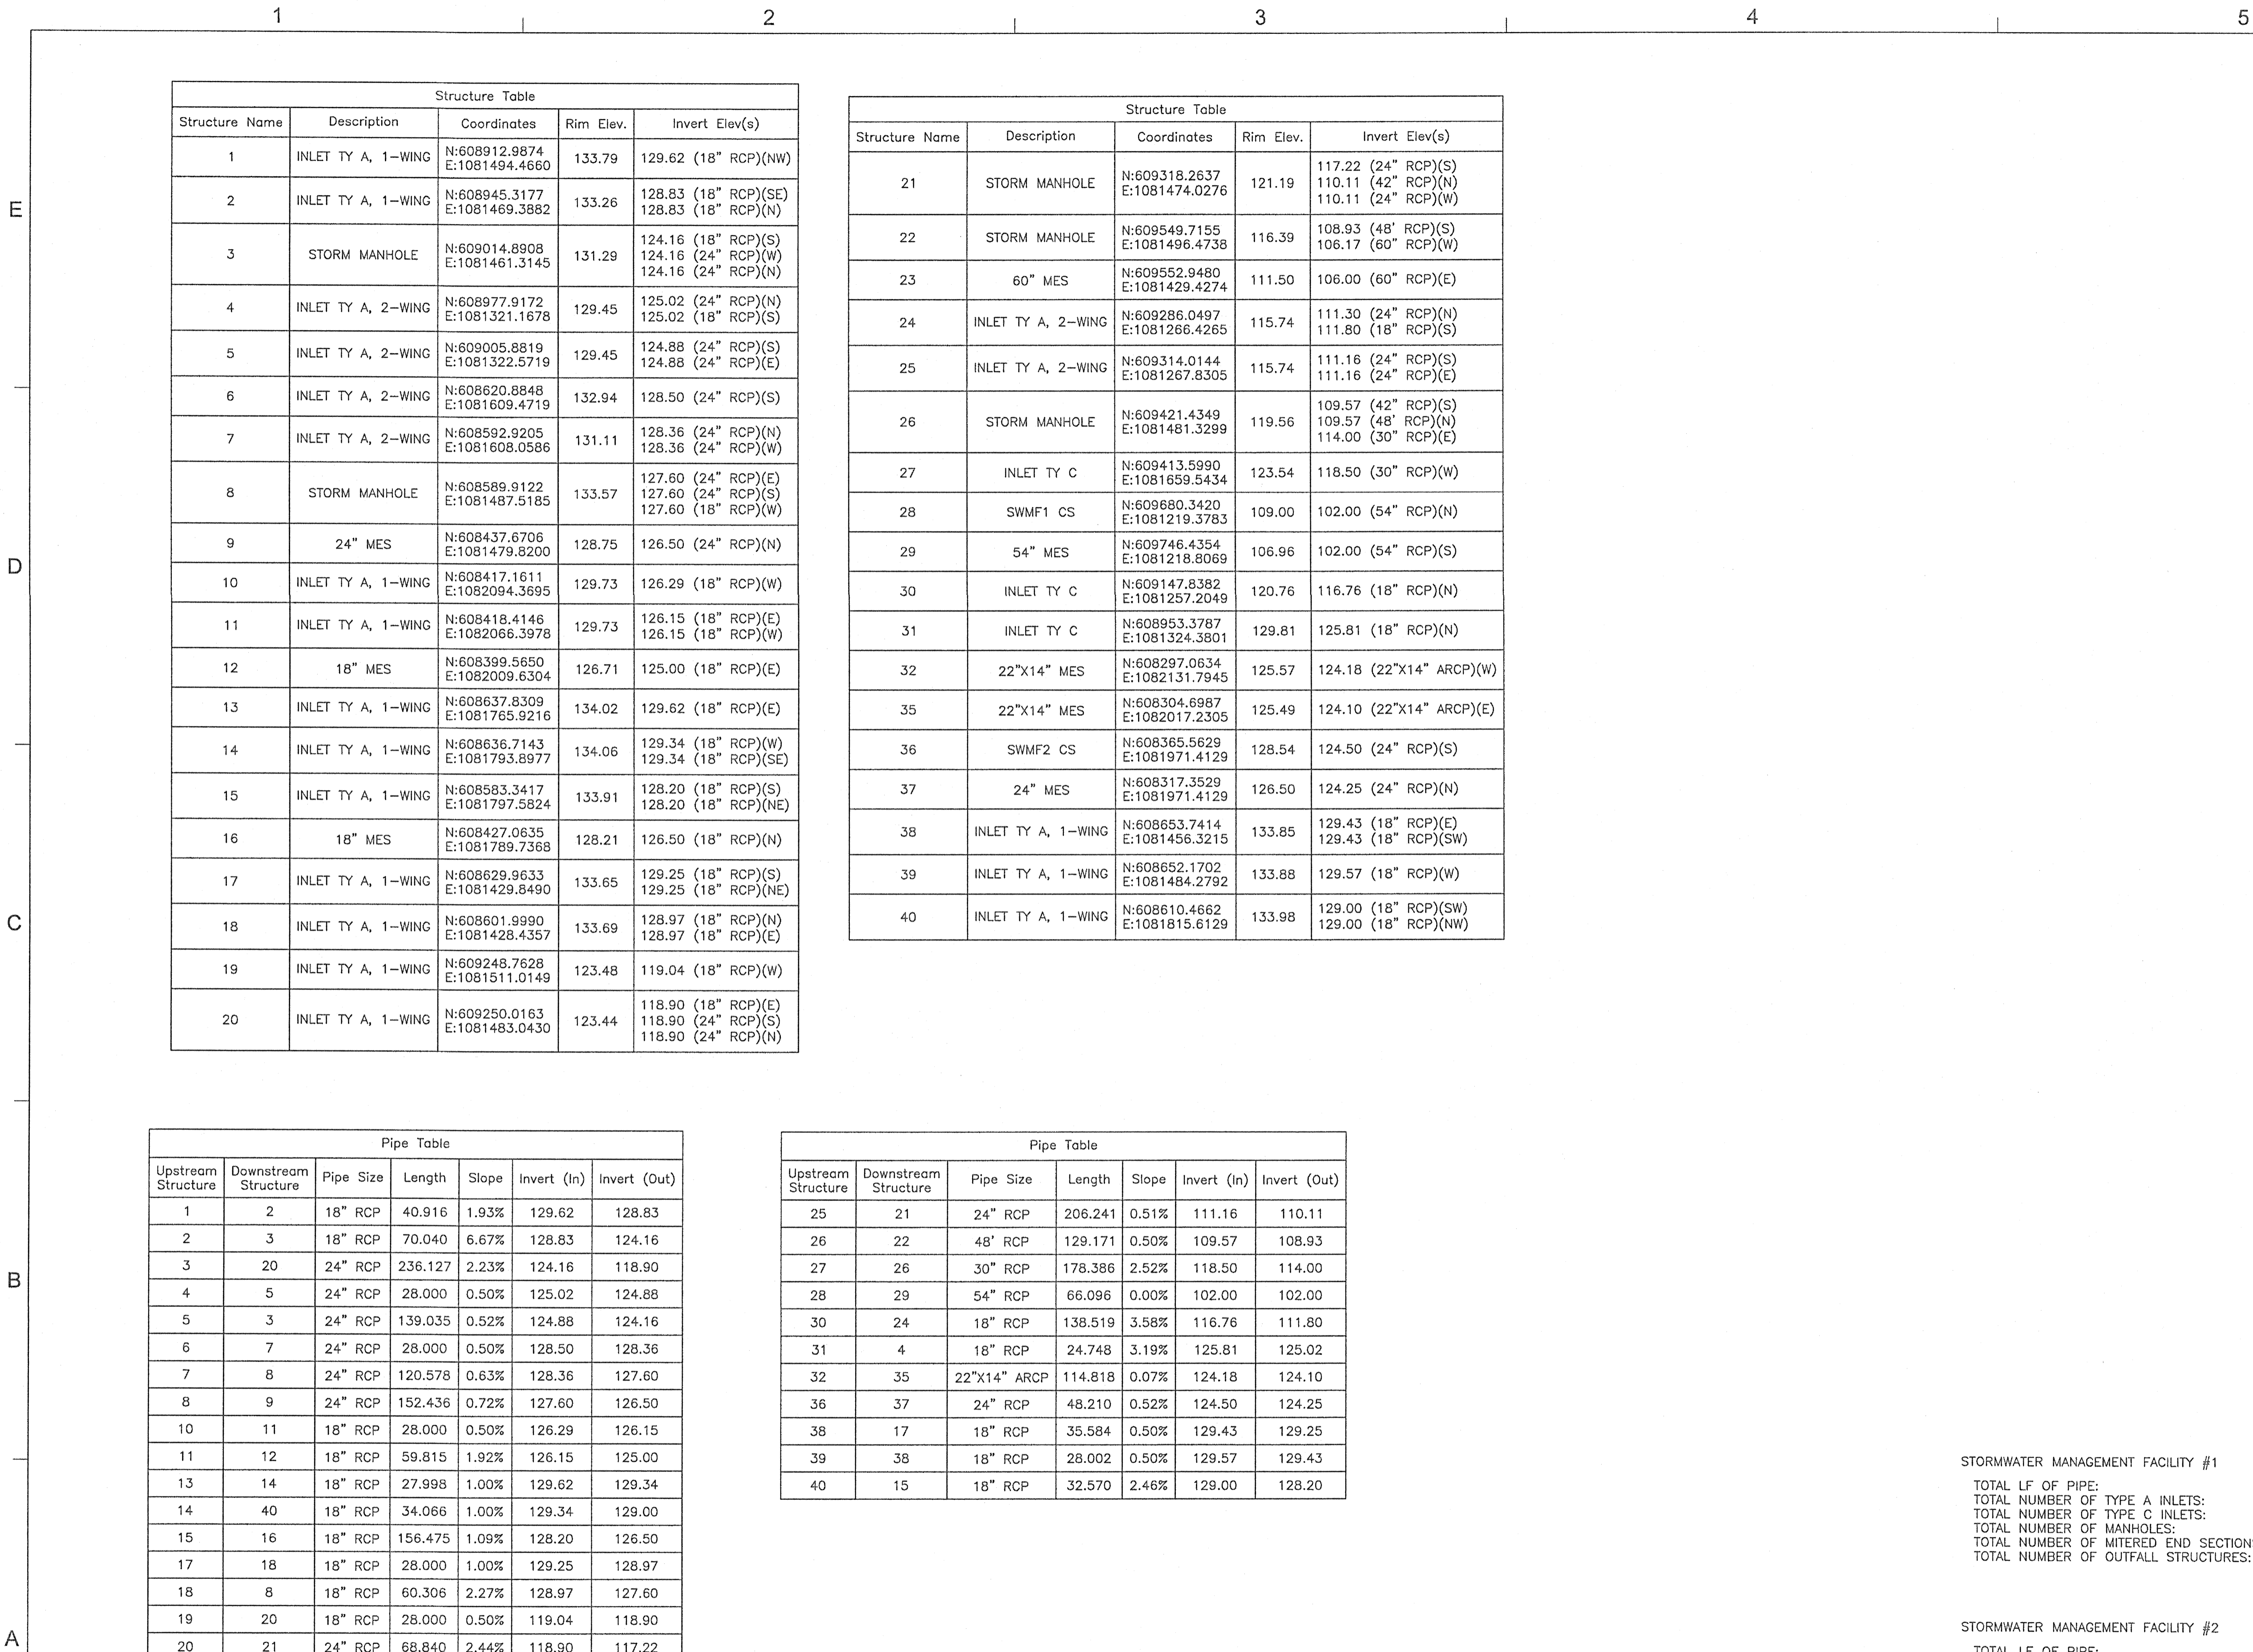 1 2 3 4 5
Structure Table
Structure Name Description Coordinates Rim Elev. Invert Elev(s)
1 INLET TY A, 1-WING N:608912.9874 E:1081494.4660 133.79 129.62 (18" RCP)(NW)
2 INLET TY A, 1-WING N:608945.3177 E:1081469.3882 133.26 128.83 (18" RCP)(SE) 128.83 (18" RCP)(N)
3 STORM MANHOLE N:609014.8908 E:1081461.3145 131.29 124.16 (18" RCP)(S) 124.16 (24" RCP)(W) 124.16 (24" RCP)(N)
4 INLET TY A, 2-WING N:608977.9172 E:1081321.1678 129.45 125.02 (24" RCP)(N) 125.02 (18" RCP)(S)
5 INLET TY A, 2-WING N:609005.8819 E:1081322.5719 129.45 124.88 (24" RCP)(S) 124.88 (24" RCP)(E)
6 INLET TY A, 2-WING N:608620.8848 E:1081609.4719 132.94 128.50 (24" RCP)(S)
7 INLET TY A, 2-WING N:608592.9205 E:1081608.0586 131.11 128.36 (24" RCP)(N) 128.36 (24" RCP)(W)
8 STORM MANHOLE N:608589.9122 E:1081487.5185 133.57 127.60 (24" RCP)(E) 127.60 (24" RCP)(S) 127.60 (18" RCP)(W)
9 24" MES N:608437.6706 E:1081479.8200 128.75 126.50 (24" RCP)(N)
10 INLET TY A, 1-WING N:608417.1611 E:1082094.3695 129.73 126.29 (18" RCP)(W)
11 INLET TY A, 1-WING N:608418.4146 E:1082066.3978 129.73 126.15 (18" RCP)(E) 126.15 (18" RCP)(W)
12 18" MES N:608399.5650 E:1082009.6304 126.71 125.00 (18" RCP)(E)
13 INLET TY A, 1-WING N:608637.8309 E:1081765.9216 134.02 129.62 (18" RCP)(E)
14 INLET TY A, 1-WING N:608636.7143 E:1081793.8977 134.06 129.34 (18" RCP)(W) 129.34 (18" RCP)(SE)
15 INLET TY A, 1-WING N:608583.3417 E:1081797.5824 133.91 128.20 (18" RCP)(S) 128.20 (18" RCP)(NE)
16 18" MES N:608427.0635 E:1081789.7368 128.21 126.50 (18" RCP)(N)
17 INLET TY A, 1-WING N:608629.9633 E:1081429.8490 133.65 129.25 (18" RCP)(S) 129.25 (18" RCP)(NE)
18 INLET TY A, 1-WING N:608601.9990 E:1081428.4357 133.69 128.97 (18" RCP)(N) 128.97 (18" RCP)(E)
19 INLET TY A, 1-WING N:609248.7628 E:1081511.0149 123.48 119.04 (18" RCP)(W)
20 INLET TY A, 1-WING N:609250.0163 E:1081483.0430 123.44 118.90 (18" RCP)(E) 118.90 (24" RCP)(S) 118.90 (24" RCP)(N)
Structure Table
Structure Name Description Coordinates Rim Elev. Invert Elev(s)
21 STORM MANHOLE N:609318.2637 E:1081474.0276 121.19 117.22 (24" RCP)(S) 110.11 (42" RCP)(N) 110.11 (24" RCP)(W)
22 STORM MANHOLE N:609549.7155 E:1081496.4738 116.39 108.93 (48' RCP)(S) 106.17 (60" RCP)(W)
23 60" MES N:609552.9480 E:1081429.4274 111.50 106.00 (60" RCP)(E)
24 INLET TY A, 2-WING N:609286.0497 E:1081266.4265 115.74 111.30 (24" RCP)(N) 111.80 (18" RCP)(S)
25 INLET TY A, 2-WING N:609314.0144 E:1081267.8305 115.74 111.16 (24" RCP)(S) 111.16 (24" RCP)(E)
26 STORM MANHOLE N:609421.4349 E:1081481.3299 119.56 109.57 (42" RCP)(S) 109.57 (48' RCP)(N) 114.00 (30" RCP)(E)
27 INLET TY C N:609413.5990 E:1081659.5434 123.54 118.50 (30" RCP)(W)
28 SWMF1 CS N:609680.3420 E:1081219.3783 109.00 102.00 (54" RCP)(N)
29 54" MES N:609746.4354 E:1081218.8069 106.96 102.00 (54" RCP)(S)
30 INLET TY C N:609147.8382 E:1081257.2049 120.76 116.76 (18" RCP)(N)
31 INLET TY C N:608953.3787 E:1081324.3801 129.81 125.81 (18" RCP)(N)
32 22"X14" MES N:608297.0634 E:1082131.7945 125.57 124.18 (22"X14" ARCP)(W)
35 22"X14" MES N:608304.6987 E:1082017.2305 125.49 124.10 (22"X14" ARCP)(E)
36 SWMF2 CS N:608365.5629 E:1081971.4129 128.54 124.50 (24" RCP)(S)
37 24" MES N:608317.3529 E:1081971.4129 126.50 124.25 (24" RCP)(N)
38 INLET TY A, 1-WING N:608653.7414 E:1081456.3215 133.85 129.43 (18" RCP)(E) 129.43 (18" RCP)(SW)
39 INLET TY A, 1-WING N:608652.1702 E:1081484.2792 133.88 129.57 (18" RCP)(W)
40 INLET TY A, 1-WING N:608610.4662 E:1081815.6129 133.98 129.00 (18" RCP)(SW) 129.00 (18" RCP)(NW)
E
D
C
B
A
Pipe Table
Upstream Structure Downstream Structure Pipe Size Length Slope Invert (In) Invert (Out)
1 2 18" RCP 40.916 1.93% 129.62 128.83
2 3 18" RCP 70.040 6.67% 128.83 124.16
3 20 24" RCP 236.127 2.23% 124.16 118.90
4 5 24" RCP 28.000 0.50% 125.02 124.88
5 3 24" RCP 139.035 0.52% 124.88 124.16
6 7 24" RCP 28.000 0.50% 128.50 128.36
7 8 24" RCP 120.578 0.63% 128.36 127.60
8 9 24" RCP 152.436 0.72% 127.60 126.50
10 11 18" RCP 28.000 0.50% 126.29 126.15
11 12 18" RCP 59.815 1.92% 126.15 125.00
13 14 18" RCP 27.998 1.00% 129.62 129.34
14 40 18" RCP 34.066 1.00% 129.34 129.00
15 16 18" RCP 156.475 1.09% 128.20 126.50
17 18 18" RCP 28.000 1.00% 129.25 128.97
18 8 18" RCP 60.306 2.27% 128.97 127.60
19 20 18" RCP 28.000 0.50% 119.04 118.90
20 21 24" RCP 68.840 2.44% 118.90 117.22
Pipe Table
Upstream Structure Downstream Structure Pipe Size Length Slope Invert (In) Invert (Out)
25 21 24" RCP 206.241 0.51% 111.16 110.11
26 22 48' RCP 129.171 0.50% 109.57 108.93
27 26 30" RCP 178.386 2.52% 118.50 114.00
28 29 54" RCP 66.096 0.00% 102.00 102.00
30 24 18" RCP 138.519 3.58% 116.76 111.80
31 4 18" RCP 24.748 3.19% 125.81 125.02
32 35 22"X14" ARCP 114.818 0.07% 124.18 124.10
36 37 24" RCP 48.210 0.52% 124.50 124.25
38 17 18" RCP 35.584 0.50% 129.43 129.25
39 38 18" RCP 28.002 0.50% 129.57 129.43
40 15 18" RCP 32.570 2.46% 129.00 128.20
STORMWATER MANAGEMENT FACILITY #1
TOTAL LF OF PIPE:
TOTAL NUMBER OF TYPE A INLETS:
TOTAL NUMBER OF TYPE C INLETS:
TOTAL NUMBER OF MANHOLES:
TOTAL NUMBER OF MITERED END SECTION
TOTAL NUMBER OF OUTFALL STRUCTURES:
STORMWATER MANAGEMENT FACILITY #2
TOTAL LF OF PIPE: